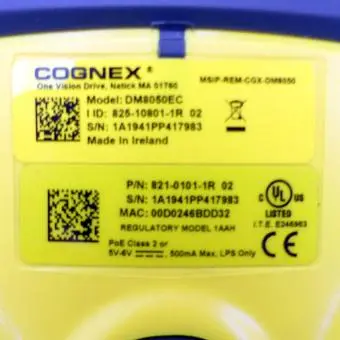 COGNEX®
One Vision Drive, Natick MA 01760
MSIP-REM-CGX-DM8050
Model: DM8050EC
I ID: 825-10801-1R 02
S/N: 1A1941PP417983
Made in Ireland
P/N: 821-0101-1R 02
S/N: 1A1941PP417983
MAC: 00D0246BDD32
REGULATORY MODEL 1AAH
PoE Class 2 or
5V-6V 500mA Max, LPS Only
C UL US
LISTED
I.T.E. E246963
CE